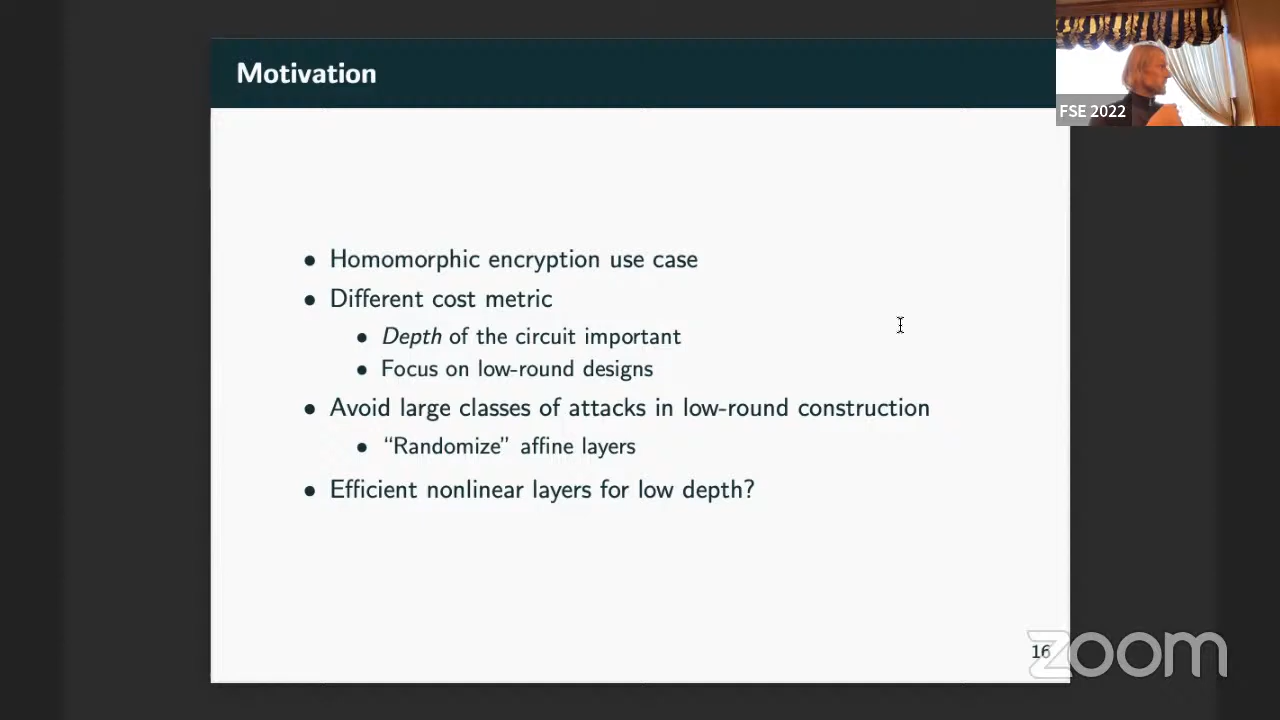 Motivation
FSE 2022
• Homomorphic encryption use case
• Different cost metric
• Depth of the circuit important
• Focus on low-round designs
• Avoid large classes of attacks in low-round construction
• “Randomize” affine layers
• Efficient nonlinear layers for low depth?
16
zoom